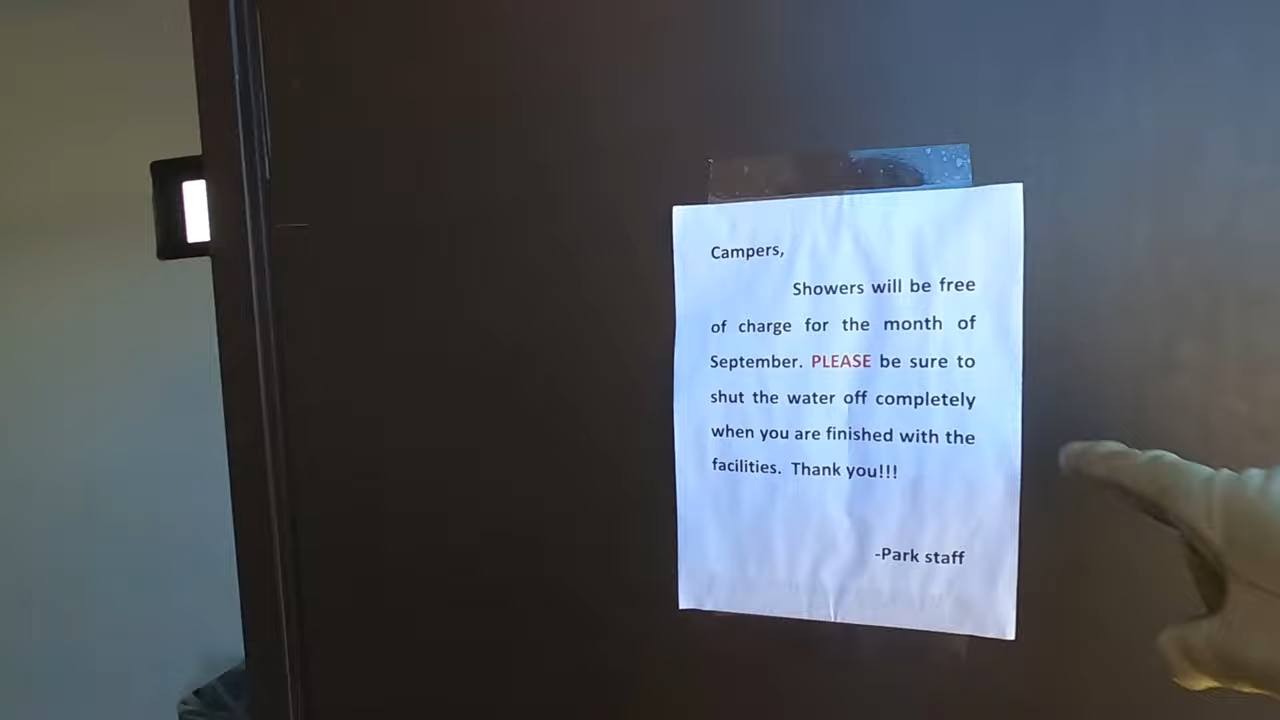 Campers,
Showers will be free
of charge for the month of
September. PLEASE be sure to
shut the water off completely
when you are finished with the
facilities. Thank you!!!
-Park staff